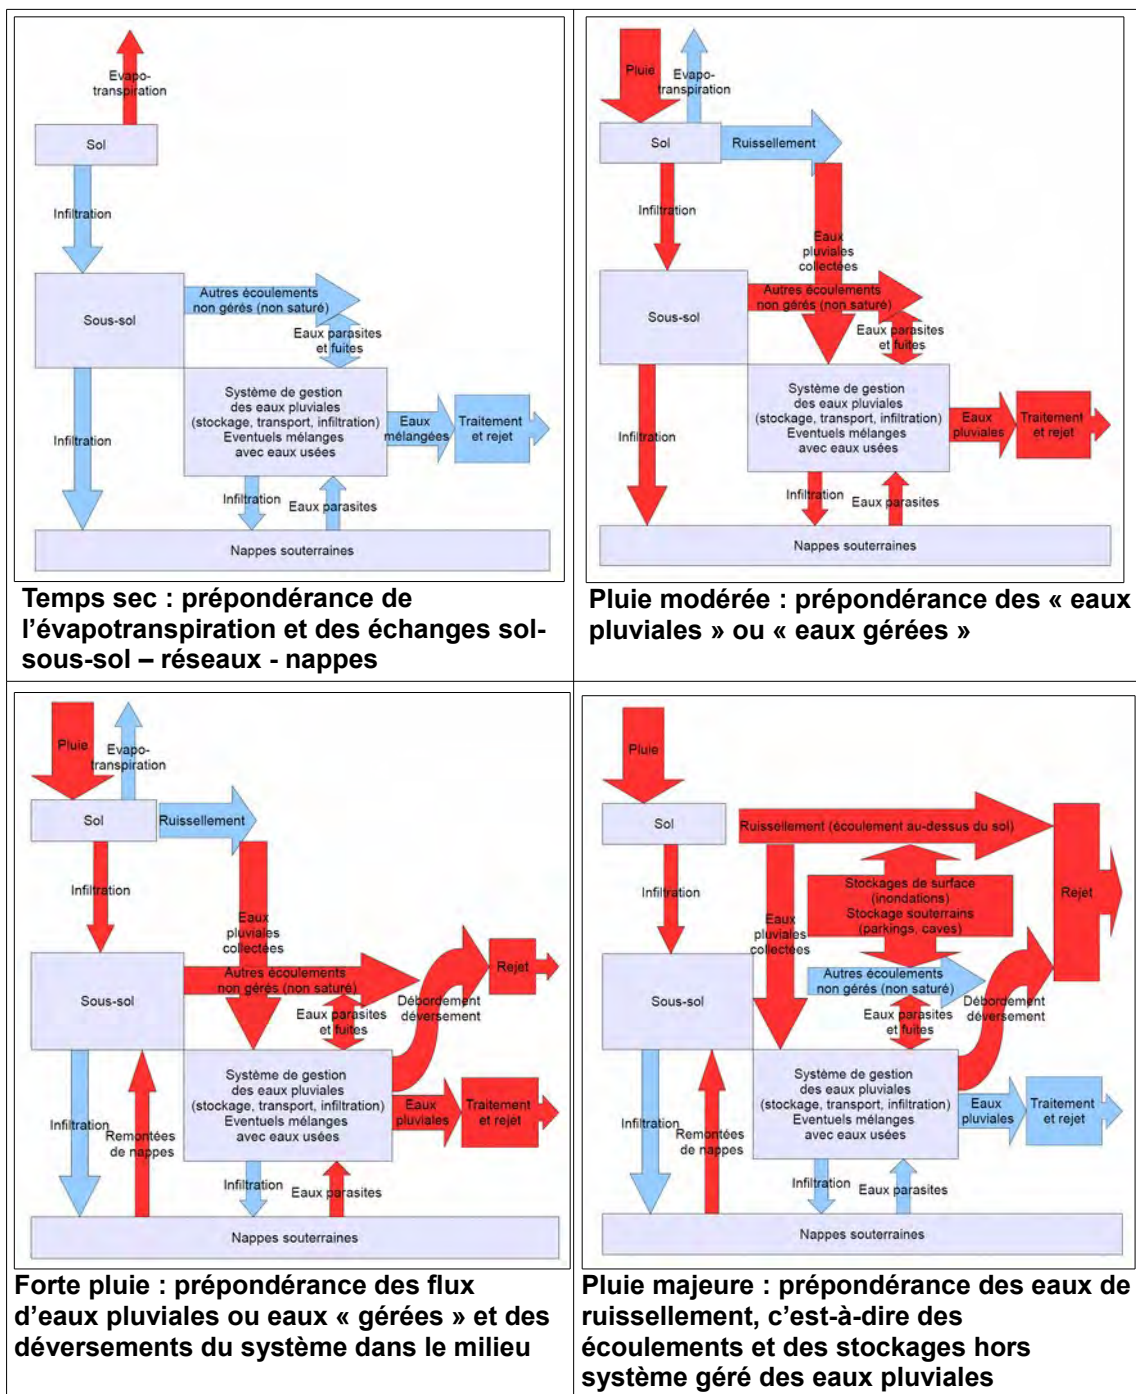 Evapo-
transpiration
Sol
Infiltration
Sous-sol
Autres écoulements
non gérés (non saturé)
Eaux parasites
et fuites
Système de gestion
des eaux pluviales
(stockage, transport, infiltration)
Eventuels mélanges
avec eaux usées
Eaux
mélangées
Traitement
et rejet
Infiltration
Infiltration
Eaux parasites
Nappes souterraines
Temps sec : prépondérance de
l’évapotranspiration et des échanges sol-
sous-sol – réseaux - nappes
Pluie
Evapo-
transpiration
Sol
Ruissellement
Infiltration
Eaux
pluviales
collectées
Sous-sol
Autres écoulements
non gérés (non saturé)
Eaux parasites
et fuites
Système de gestion
des eaux pluviales
(stockage, transport, infiltration)
Eventuels mélanges
avec eaux usées
Eaux
pluviales
Traitement
et rejet
Infiltration
Infiltration
Eaux parasites
Nappes souterraines
Pluie modérée : prépondérance des « eaux
pluviales » ou « eaux gérées »
Pluie
Evapo-
transpiration
Sol
Ruissellement
Infiltration
Eaux
pluviales
collectées
Sous-sol
Autres écoulements
non gérés (non saturé)
Rejet
Débordement
déversement
Eaux parasites
et fuites
Système de gestion
des eaux pluviales
(stockage, transport, infiltration)
Eventuels mélanges
avec eaux usées
Eaux
pluviales
Traitement
et rejet
Infiltration
Remontées
de nappes
Infiltration
Eaux parasites
Nappes souterraines
Forte pluie : prépondérance des flux
d’eaux pluviales ou eaux « gérées » et des
déversements du système dans le milieu
Pluie
Sol
Ruissellement (écoulement au-dessus du sol)
Infiltration
Stockages de surface
(inondations)
Stockage souterrains
(parkings, caves)
Rejet
Eaux
pluviales
collectées
Sous-sol
Autres écoulements
non gérés (non saturé)
Débordement
déversement
Eaux parasites
et fuites
Système de gestion
des eaux pluviales
(stockage, transport, infiltration)
Eventuels mélanges
avec eaux usées
Eaux
pluviales
Traitement
et rejet
Infiltration
Remontées
de nappes
Infiltration
Eaux parasites
Nappes souterraines
Pluie majeure : prépondérance des eaux de
ruissellement, c’est-à-dire des
écoulements et des stockages hors
système géré des eaux pluviales